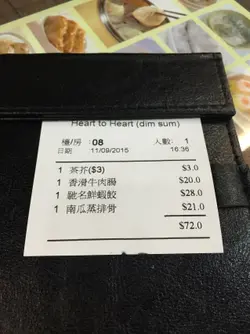 Heart to Heart (dim sum)
樓/房 : 08 人數: 1
日期 11/09/2015 16:36
1 茶芥($3) $3.0
1 香滑牛肉腸 $20.0
1 馳名鮮蝦餃 $28.0
1 南瓜蒸排骨 $21.0
$72.0